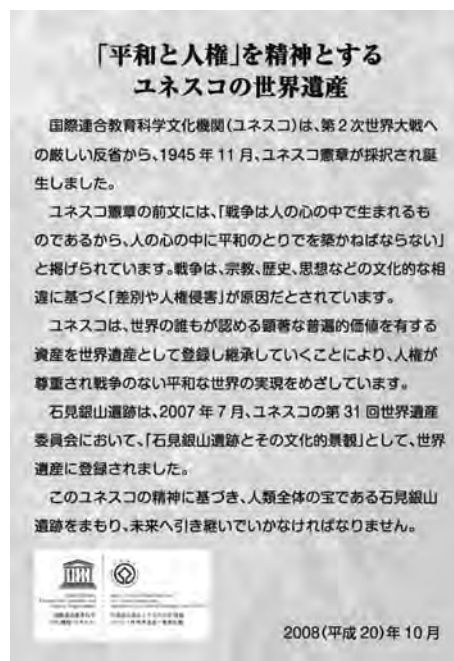 「平和と人権」を精神とする
ユネスコの世界遺産
国際連合教育科学文化機関(ユネスコ)は、第2次世界大戦へ
の厳しい反省から、1945年11月、ユネスコ憲章が採択され誕
生しました。
ユネスコ憲章の前文には、「戦争は人の心の中で生まれるも
のであるから、人の心の中に平和のとりでを築かねばならない」
と掲げられています。戦争は、宗教、歴史、思想などの文化的な相
違に基づく「差別や人権侵害」が原因だとされています。
ユネスコは、世界の誰もが認める顕著な普遍的価値を有する
資産を世界遺産として登録し継承していくことにより、人権が
尊重され戦争のない平和な世界の実現をめざしています。
石見銀山遺跡は、2007年7月、ユネスコの第31回世界遺産
委員会において、「石見銀山遺跡とその文化的景観」として、世界
遺産に登録されました。
このユネスコの精神に基づき、人類全体の宝である石見銀山
遺跡をまもり、未来へ引き継いでいかなければなりません。
2008(平成20)年10月